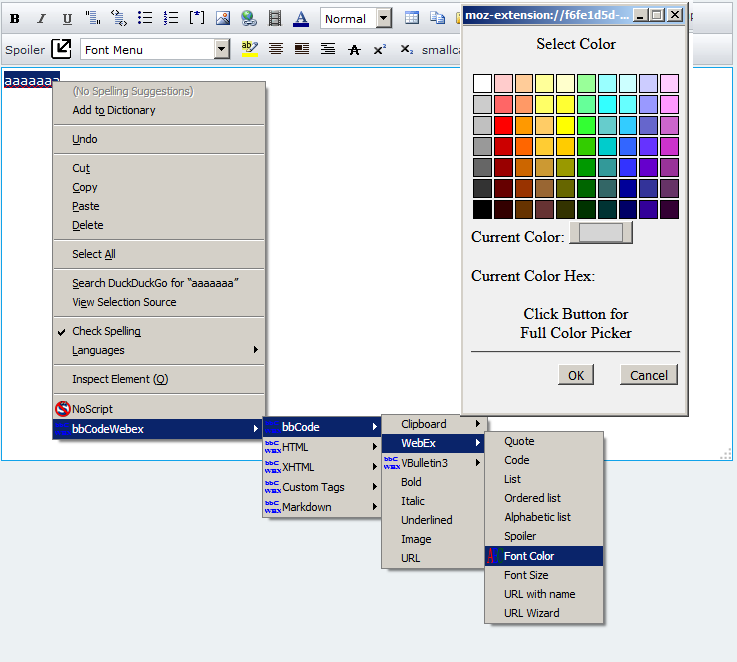 B I U Normal
Spoiler Font Menu ab A x² x₂ smallca
aaaaaaa
(No Spelling Suggestions)
Add to Dictionary
Undo
Cut
Copy
Paste
Delete
Select All
Search DuckDuckGo for “aaaaaaa”
View Selection Source
Check Spelling
Languages
Inspect Element (Q)
NoScript
bbCodeWebex
bbCode
HTML
XHTML
Custom Tags
Markdown
Clipboard
WebEx
VBulletin3
Bold
Italic
Underlined
Image
URL
Quote
Code
List
Ordered list
Alphabetic list
Spoiler
Font Color
Font Size
URL with name
URL Wizard
moz-extension://f6fe1d5d-...
Select Color
Current Color:
Current Color Hex:
Click Button for
Full Color Picker
OK Cancel